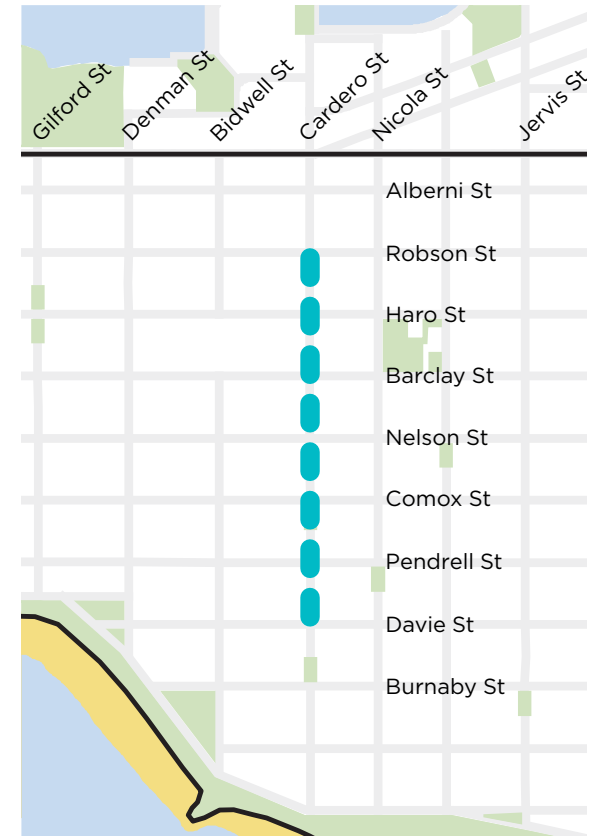 Gilford St
Denman St
Bidwell St
Cardero St
Nicola St
Jervis St
Alberni St
Robson St
Haro St
Barclay St
Nelson St
Comox St
Pendrell St
Davie St
Burnaby St